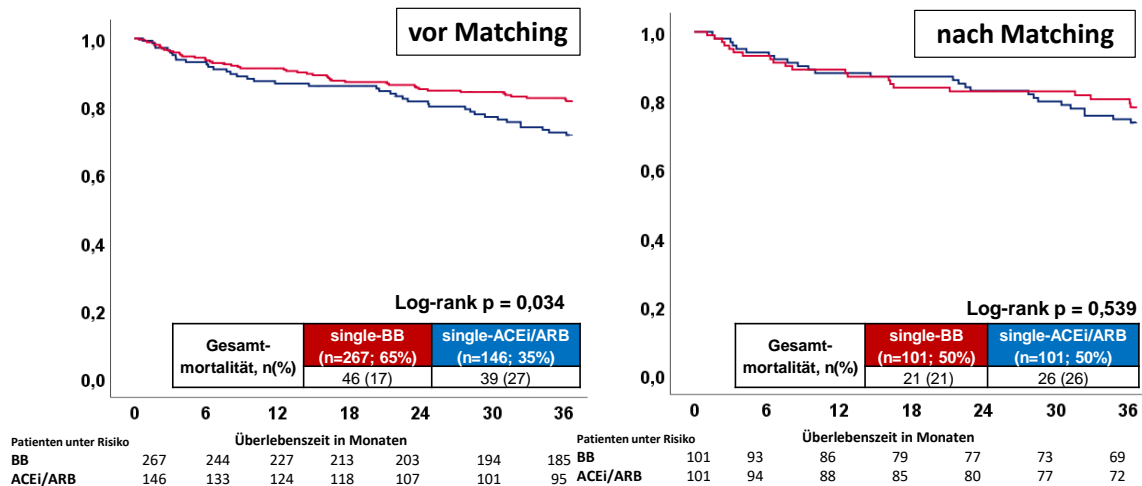 vor Matching
1,0
0,8
0,6
0,4
0,2
0,0
Log-rank p = 0,034
Gesamt-
mortalität, n(%)
single-BB
(n=267; 65%)
single-ACEi/ARB
(n=146; 35%)
46 (17)
39 (27)
0 6 12 18 24 30 36
Überlebenszeit in Monaten
Patienten unter Risiko
BB 267 244 227 213 203 194 185
ACEi/ARB 146 133 124 118 107 101 95
nach Matching
1,0
0,8
0,6
0,4
0,2
0,0
Log-rank p = 0,539
Gesamt-
mortalität, n(%)
single-BB
(n=101; 50%)
single-ACEi/ARB
(n=101; 50%)
21 (21)
26 (26)
0 6 12 18 24 30 36
Überlebenszeit in Monaten
Patienten unter Risiko
BB 101 93 86 79 77 73 69
ACEi/ARB 101 94 88 85 80 77 72